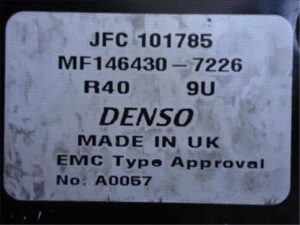 JFC 101785
MF146430-7226
R40 9U
DENSO
MADE IN UK
EMC Type Approval
No. A0057